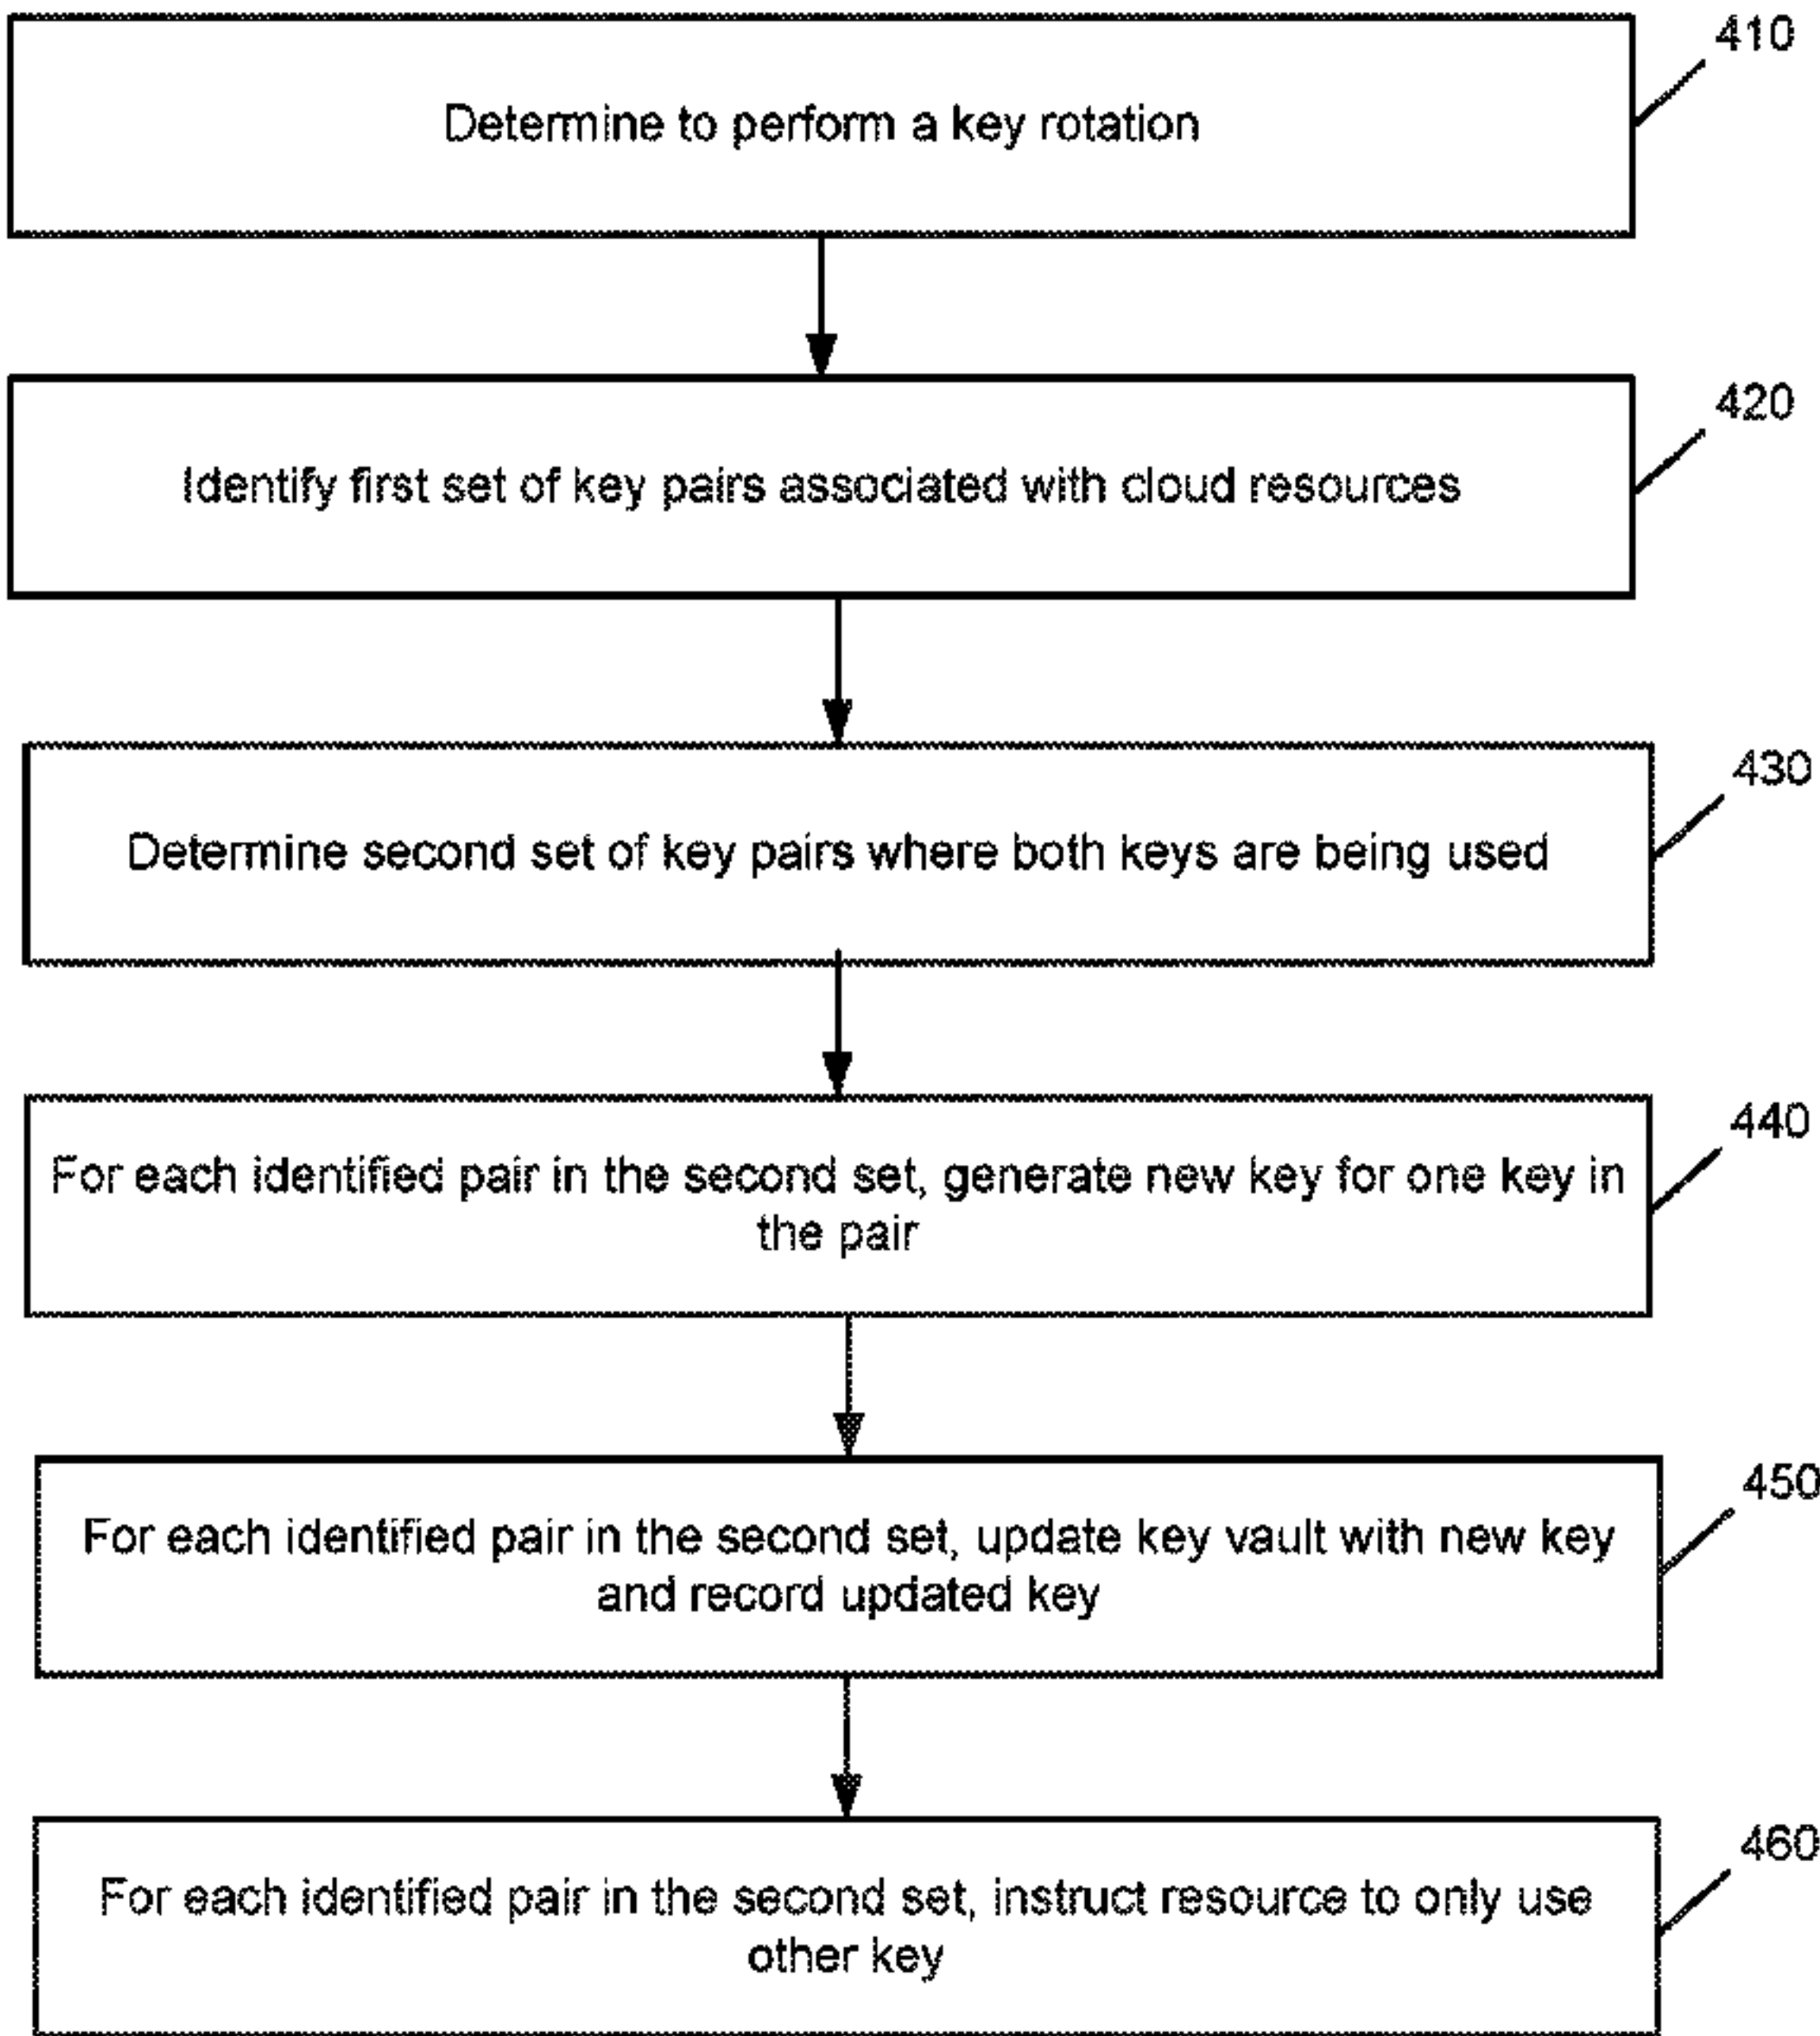 410
Determine to perform a key rotation
420
Identify first set of key pairs associated with cloud resources
430
Determine second set of key pairs where both keys are being used
440
For each identified pair in the second set, generate new key for one key in
the pair
450
For each identified pair in the second set, update key vault with new key
and record updated key
460
For each identified pair in the second set, instruct resource to only use
other key